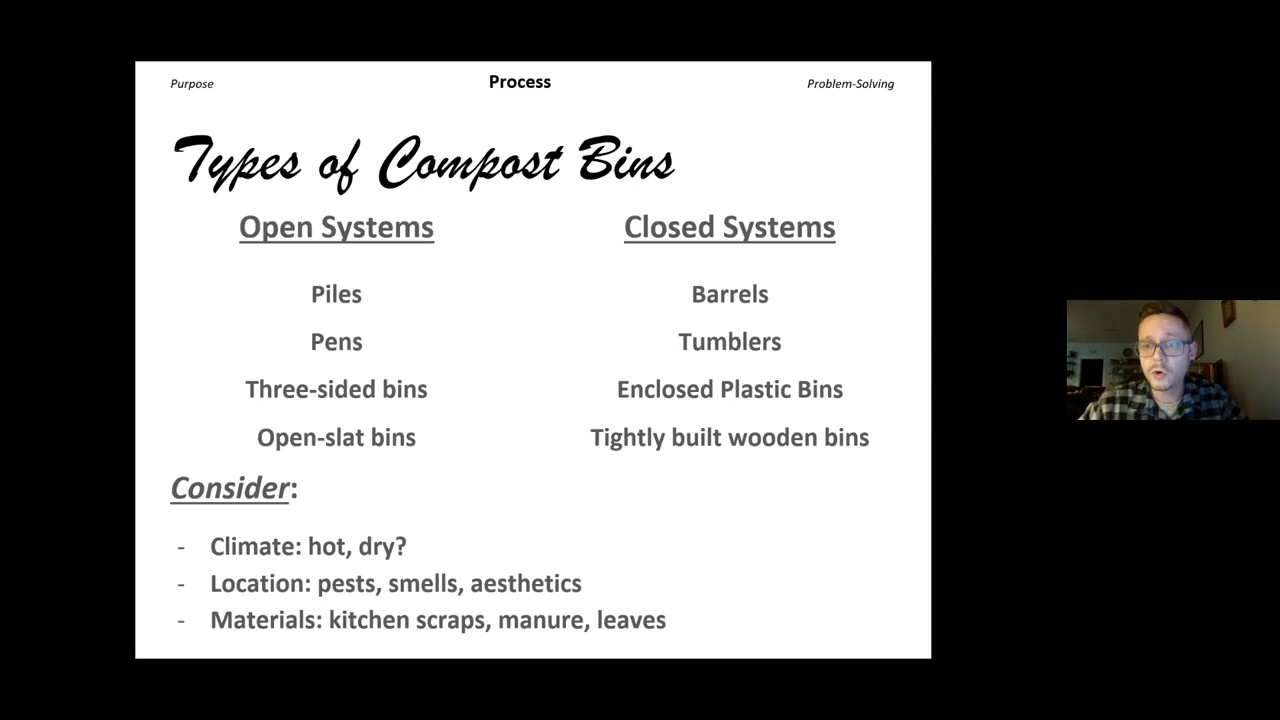 Purpose Process Problem-Solving
Types of Compost Bins
Open Systems Closed Systems
Piles Barrels
Pens Tumblers
Three-sided bins Enclosed Plastic Bins
Open-slat bins Tightly built wooden bins
Consider:
- Climate: hot, dry?
- Location: pests, smells, aesthetics
- Materials: kitchen scraps, manure, leaves